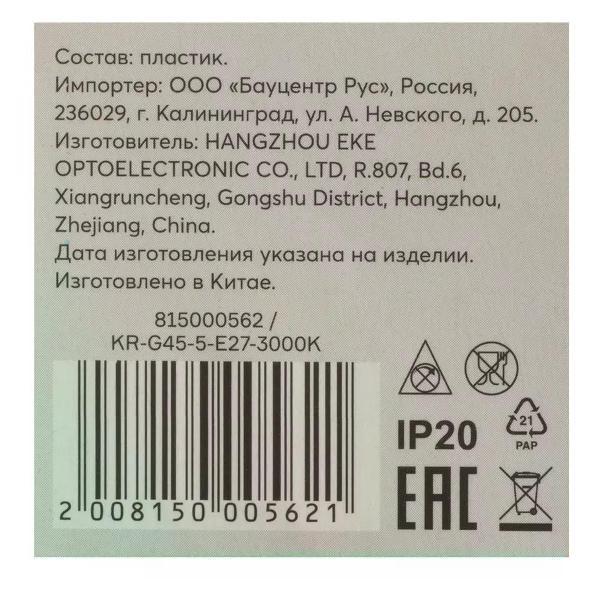 Состав: пластик.
Импортер: ООО «Бауцентр Рус», Россия,
236029, г. Калининград, ул. А. Невского, д. 205.
Изготовитель: HANGZHOU EKE
OPTOELECTRONIC CO., LTD, R.807, Bd.6,
Xiangruncheng, Gongshu District, Hangzhou,
Zhejiang, China.
Дата изготовления указана на изделии.
Изготовлено в Китае.
815000562 /
KR-G45-5-E27-3000K
2 008150 005621
21
PAP
IP20
EAC